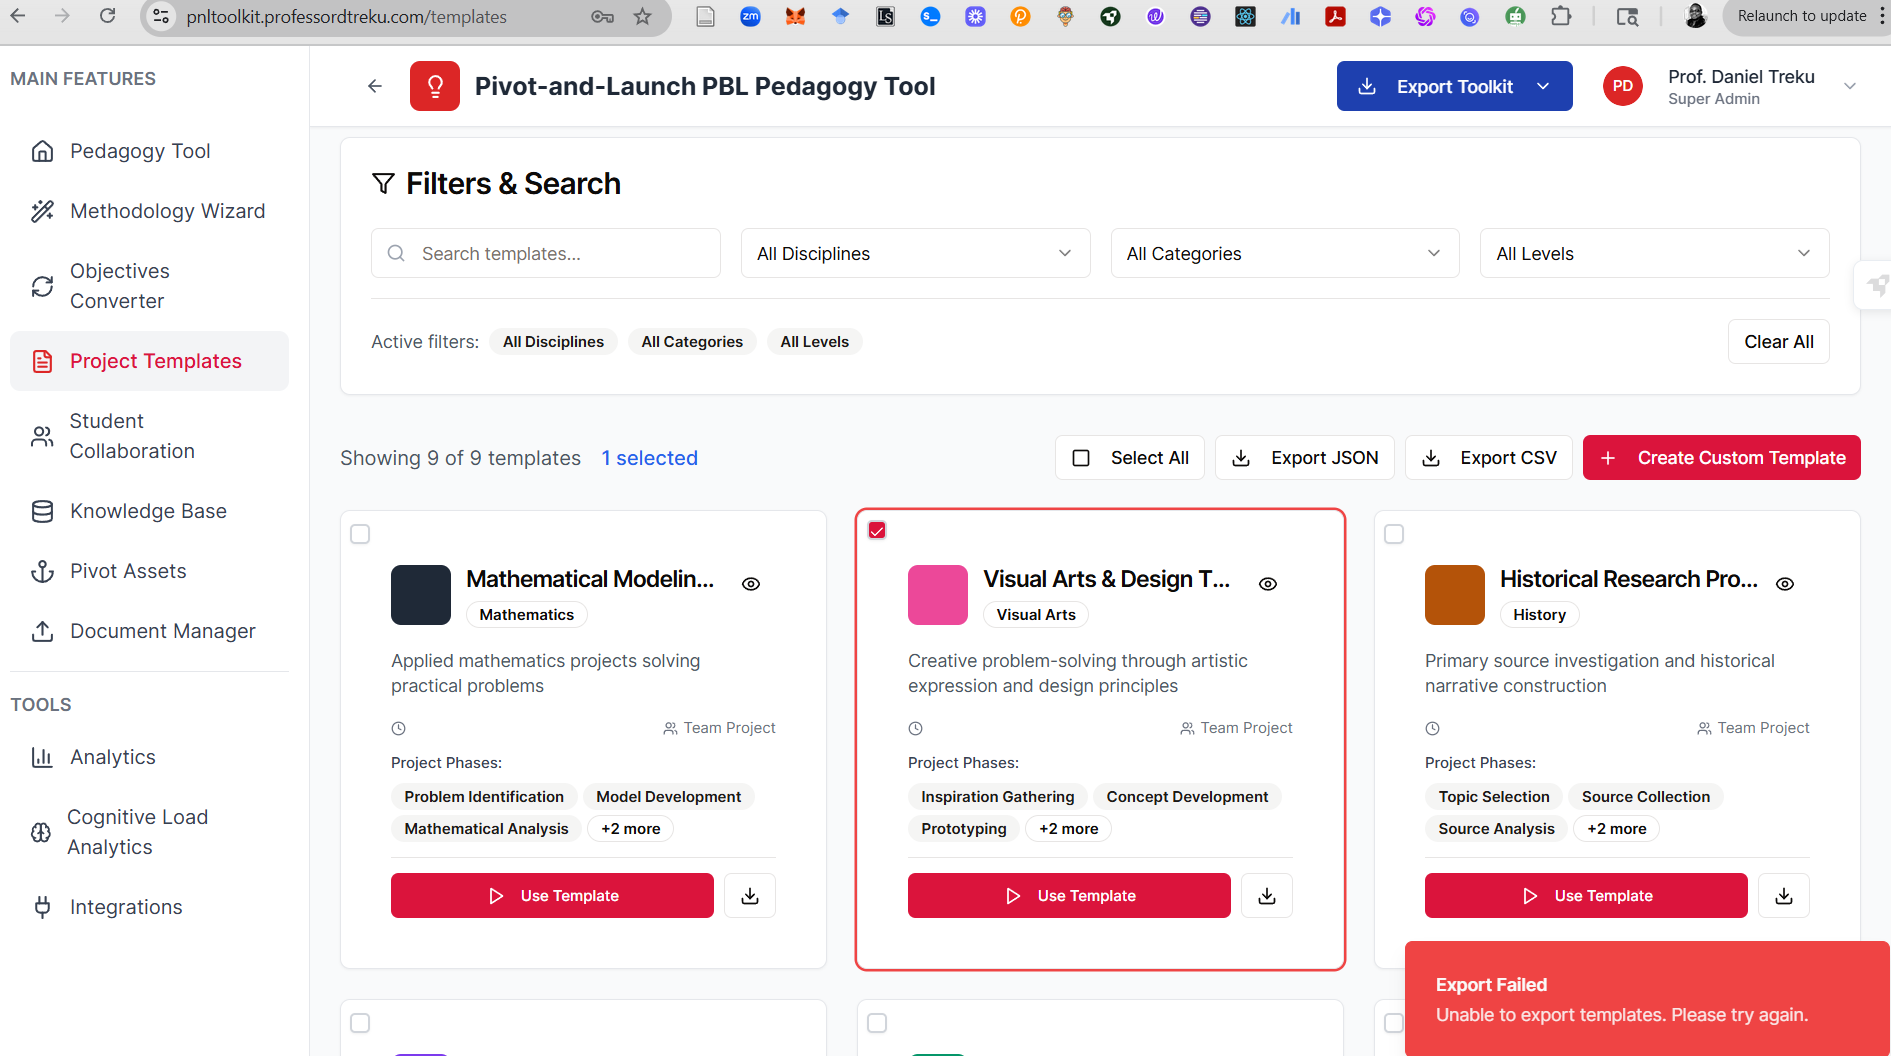 pnltoolkit.professordtreku.com/templates
Relaunch to update
MAIN FEATURES
Pedagogy Tool
Methodology Wizard
Objectives
Converter
Project Templates
Student
Collaboration
Knowledge Base
Pivot Assets
Document Manager
TOOLS
Analytics
Cognitive Load
Analytics
Integrations
Pivot-and-Launch PBL Pedagogy Tool
Export Toolkit
PD
Prof. Daniel Treku
Super Admin
Filters & Search
Search templates...
All Disciplines
All Categories
All Levels
Active filters: All Disciplines All Categories All Levels
Clear All
Showing 9 of 9 templates 1 selected
Select All
Export JSON
Export CSV
Create Custom Template
Mathematical Modelin...
Mathematics
Applied mathematics projects solving
practical problems
Team Project
Project Phases:
Problem Identification Model Development
Mathematical Analysis +2 more
Use Template
Visual Arts & Design T...
Visual Arts
Creative problem-solving through artistic
expression and design principles
Team Project
Project Phases:
Inspiration Gathering Concept Development
Prototyping +2 more
Use Template
Historical Research Pro...
History
Primary source investigation and historical
narrative construction
Team Project
Project Phases:
Topic Selection Source Collection
Source Analysis +2 more
Use Template
Export Failed
Unable to export templates. Please try again.